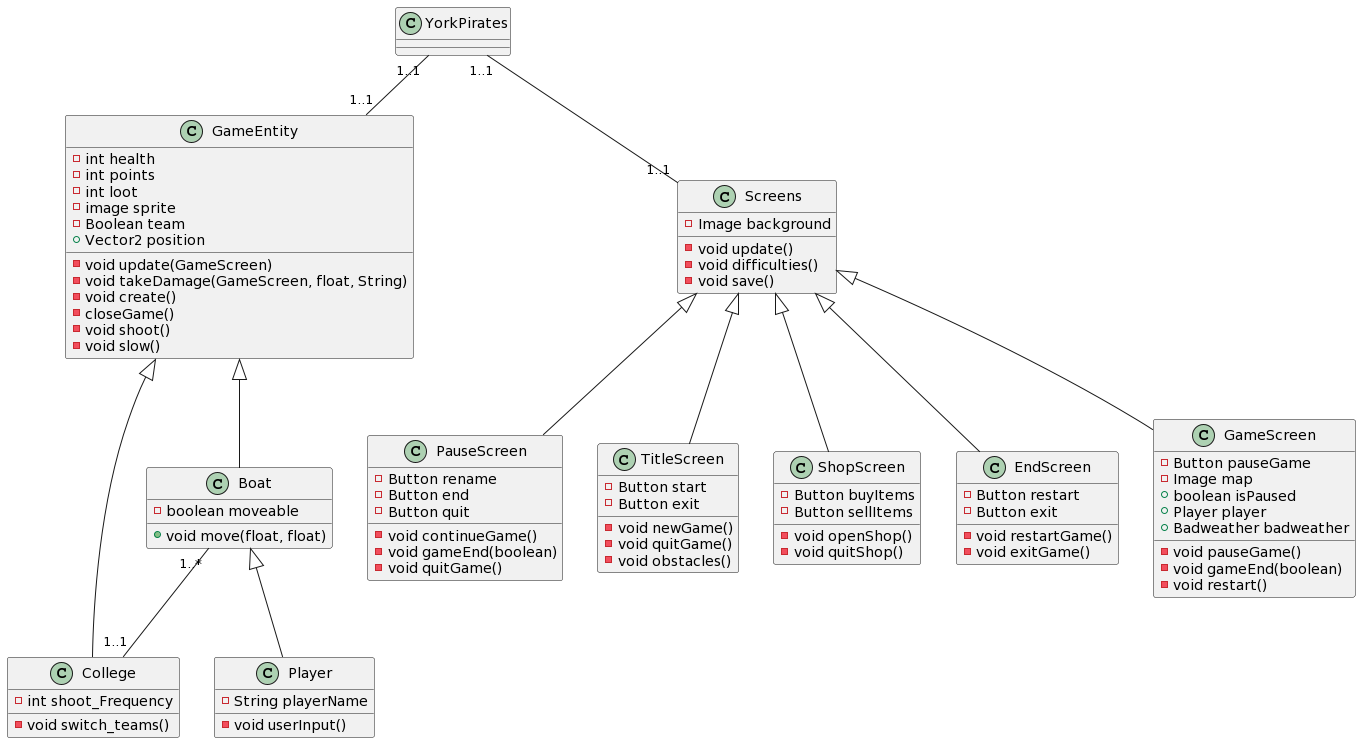 C YorkPirates
1..1
1..1
1..1
1..1
C GameEntity
int health
int points
int loot
image sprite
Boolean team
Vector2 position
void update(GameScreen)
void takeDamage(GameScreen, float, String)
void create()
closeGame()
void shoot()
void slow()
C Screens
Image background
void update()
void difficulties()
void save()
C PauseScreen
Button rename
Button end
Button quit
void continueGame()
void gameEnd(boolean)
void quitGame()
C TitleScreen
Button start
Button exit
void newGame()
void quitGame()
void obstacles()
C ShopScreen
Button buyItems
Button sellItems
void openShop()
void quitShop()
C EndScreen
Button restart
Button exit
void restartGame()
void exitGame()
C GameScreen
Button pauseGame
Image map
boolean isPaused
Player player
Badweather badweather
void pauseGame()
void gameEnd(boolean)
void restart()
C Boat
boolean moveable
void move(float, float)
1..*
1..1
C College
int shoot_Frequency
void switch_teams()
C Player
String playerName
void userInput()